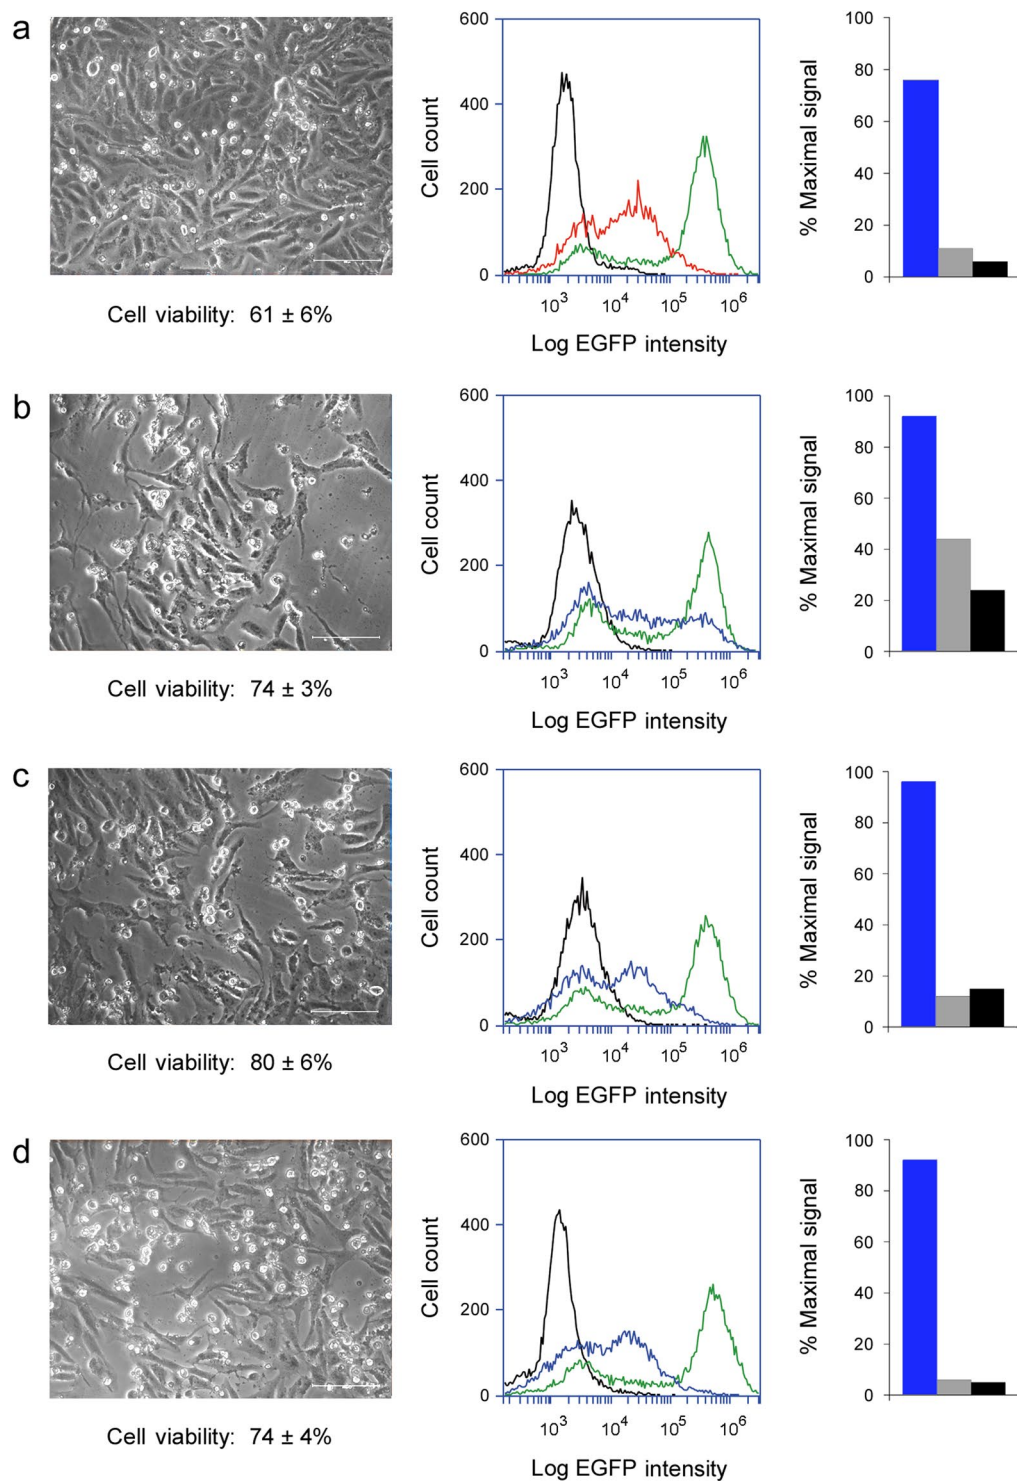 a
600
400
200
0
Cell count
10³ 10⁴ 10⁵ 10⁶
Log EGFP intensity
100
80
60
40
20
0
% Maximal signal
Cell viability: 61 ± 6%
b
600
400
200
0
Cell count
10³ 10⁴ 10⁵ 10⁶
Log EGFP intensity
100
80
60
40
20
0
% Maximal signal
Cell viability: 74 ± 3%
c
600
400
200
0
Cell count
10³ 10⁴ 10⁵ 10⁶
Log EGFP intensity
100
80
60
40
20
0
% Maximal signal
Cell viability: 80 ± 6%
d
600
400
200
0
Cell count
10³ 10⁴ 10⁵ 10⁶
Log EGFP intensity
100
80
60
40
20
0
% Maximal signal
Cell viability: 74 ± 4%